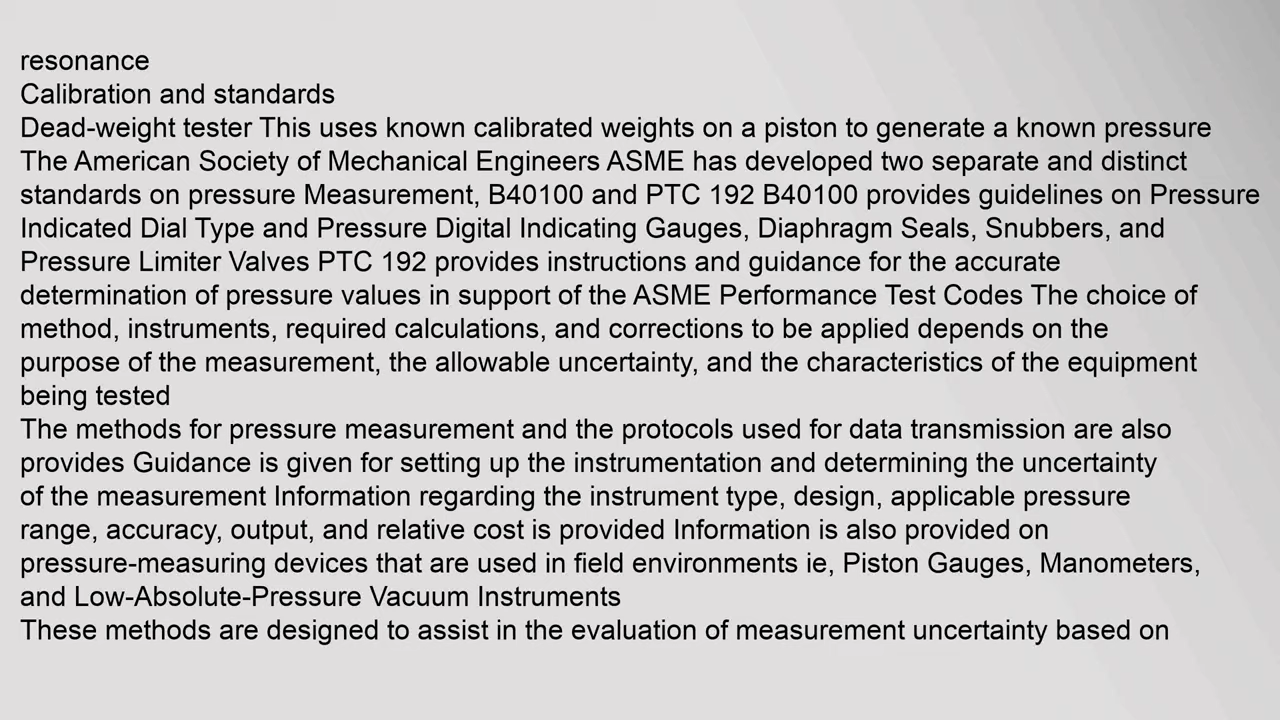 resonance
Calibration and standards
Dead-weight tester This uses known calibrated weights on a piston to generate a known pressure
The American Society of Mechanical Engineers ASME has developed two separate and distinct
standards on pressure Measurement, B40100 and PTC 192 B40100 provides guidelines on Pressure
Indicated Dial Type and Pressure Digital Indicating Gauges, Diaphragm Seals, Snubbers, and
Pressure Limiter Valves PTC 192 provides instructions and guidance for the accurate
determination of pressure values in support of the ASME Performance Test Codes The choice of
method, instruments, required calculations, and corrections to be applied depends on the
purpose of the measurement, the allowable uncertainty, and the characteristics of the equipment
being tested
The methods for pressure measurement and the protocols used for data transmission are also
provides Guidance is given for setting up the instrumentation and determining the uncertainty
of the measurement Information regarding the instrument type, design, applicable pressure
range, accuracy, output, and relative cost is provided Information is also provided on
pressure-measuring devices that are used in field environments ie, Piston Gauges, Manometers,
and Low-Absolute-Pressure Vacuum Instruments
These methods are designed to assist in the evaluation of measurement uncertainty based on